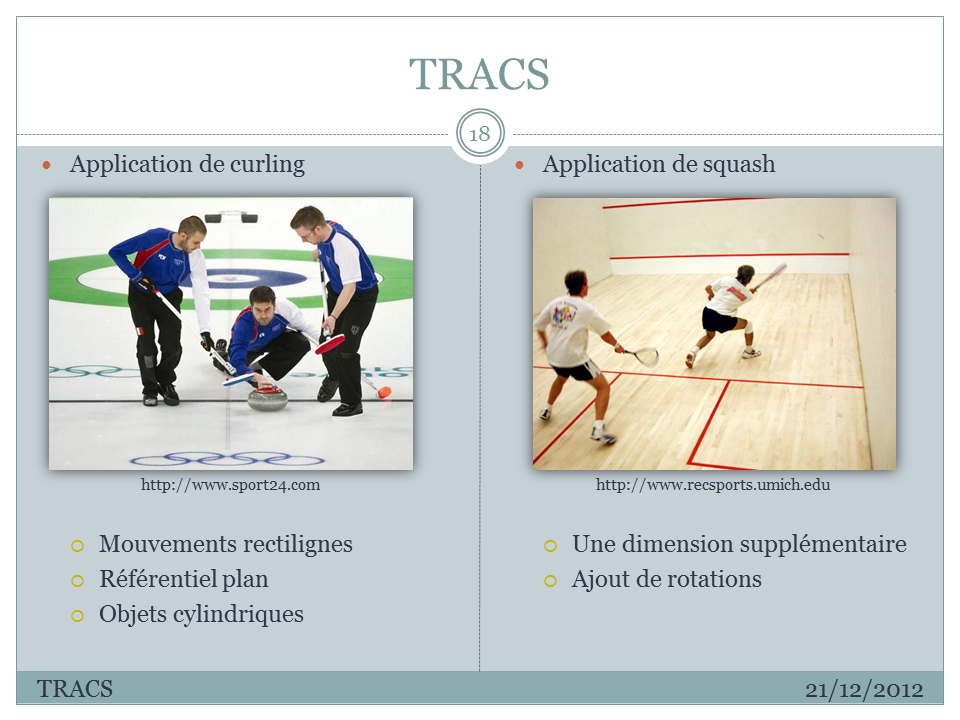 TRACS
18
Application de curling
http://www.sport24.com
Mouvements rectilignes
Référentiel plan
Objets cylindriques
Application de squash
http://www.recsports.umich.edu
Une dimension supplémentaire
Ajout de rotations
TRACS
21/12/2012